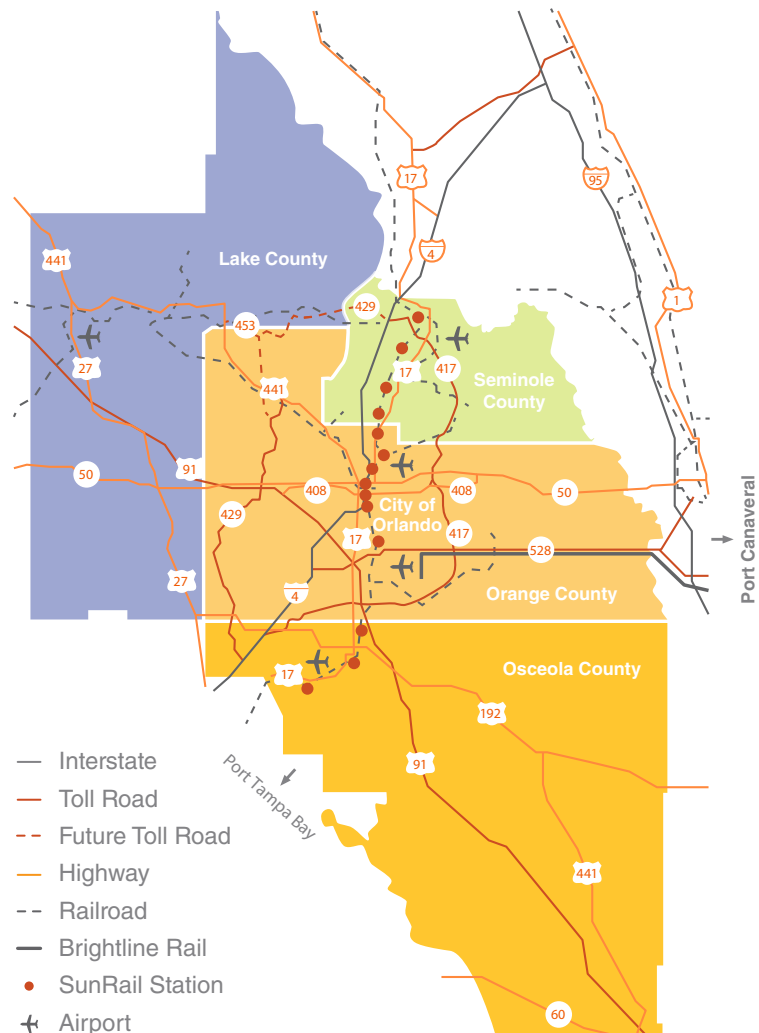 17
95
4
441
Lake County
1
429
453
27
17
417
Seminole
County
441
91
50
408
408
50
City of
Orlando
429
17
417
528
Port Canaveral
27
4
Orange County
Osceola County
17
192
91
Port Tampa Bay
441
60
Interstate
Toll Road
Future Toll Road
Highway
Railroad
Brightline Rail
SunRail Station
Airport